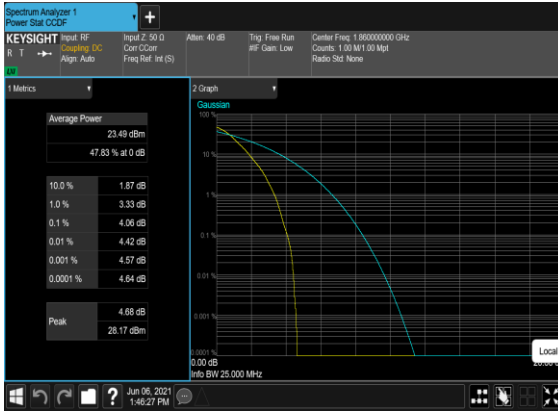 Spectrum Analyzer 1
Power Stat CCDF
KEYSIGHT
R T
Input: RF
Coupling: DC
Align: Auto
Input Z: 50 Ω
Corr CCorr
Freq Ref: Int (S)
Atten: 40 dB
Trig: Free Run
#IF Gain: Low
Center Freq: 1.860000000 GHz
Counts: 1.00 M/1.00 Mpt
Radio Std: None
1 Metrics
Average Power
23.49 dBm
47.83 % at 0 dB
10.0 % 1.87 dB
1.0 % 3.33 dB
0.1 % 4.06 dB
0.01 % 4.42 dB
0.001 % 4.57 dB
0.0001 % 4.64 dB
Peak
4.68 dB
28.17 dBm
2 Graph
Gaussian
100 %
10 %
1 %
0.1 %
0.01 %
0.001 %
0.0001 %
0.00 dB
Info BW 25.000 MHz
Local
?
Jun 06, 2021
1:46:27 PM